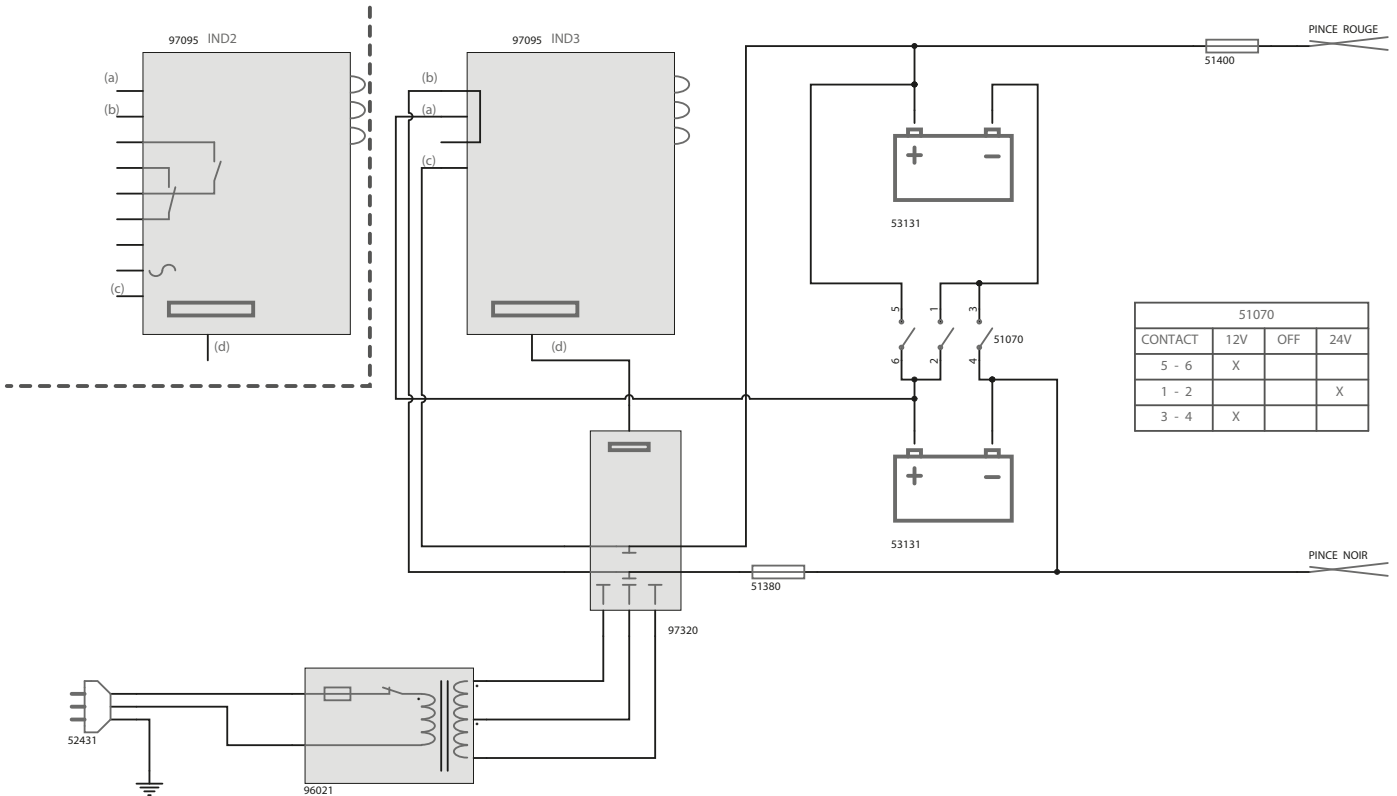 97095 IND2
(a)
(b)
(c)
(d)
97095 IND3
(b)
(a)
(c)
(d)
PINCE ROUGE
51400
+ −
53131
5 1 3
6 2 4
51070
+ −
53131
51070
CONTACT 12V OFF 24V
5 - 6 X
1 - 2 X
3 - 4 X
PINCE NOIR
51380
97320
52431
96021